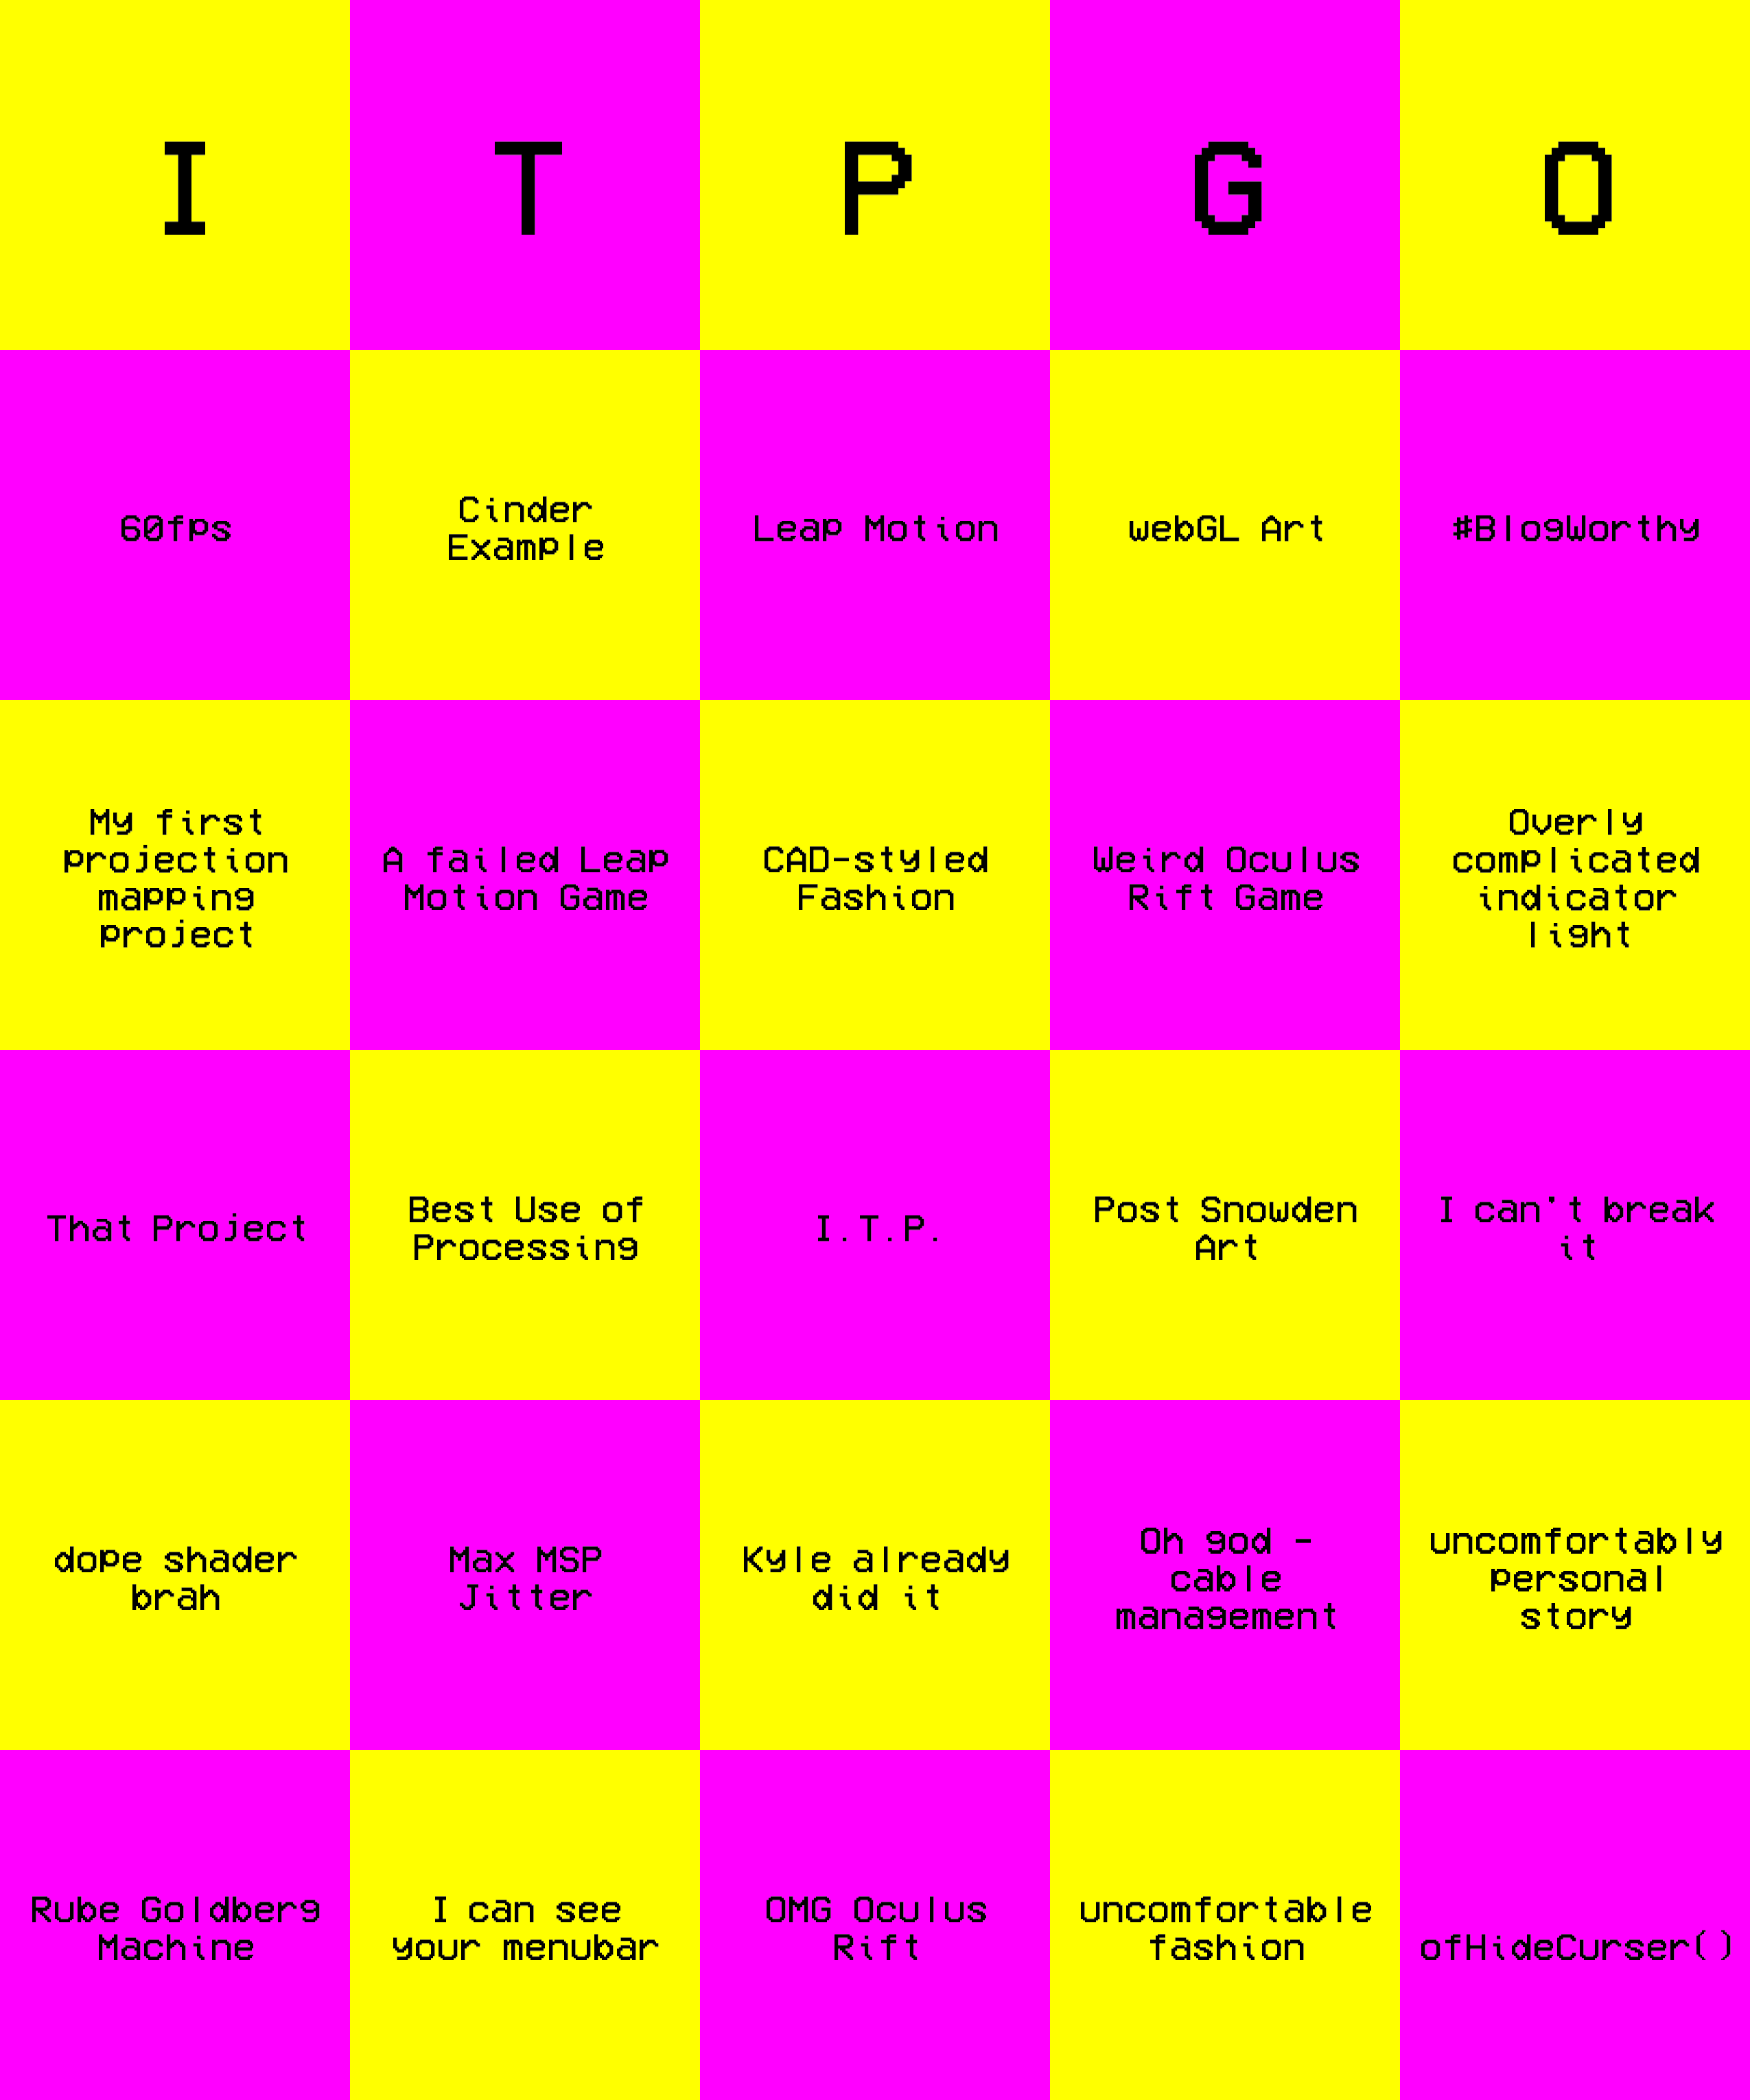 I
T
P
G
O
60fps
Cinder
Example
Leap Motion
webGL Art
#BlogWorthy
My first
projection
mapping
project
A failed Leap
Motion Game
CAD-styled
Fashion
Weird Oculus
Rift Game
Overly
complicated
indicator
light
That Project
Best Use of
Processing
I.T.P.
Post Snowden
Art
I can't break
it
dope shader
brah
Max MSP
Jitter
Kyle already
did it
Oh god -
cable
management
uncomfortably
personal
story
Rube Goldberg
Machine
I can see
your menubar
OMG Oculus
Rift
uncomfortable
fashion
ofHideCurser()